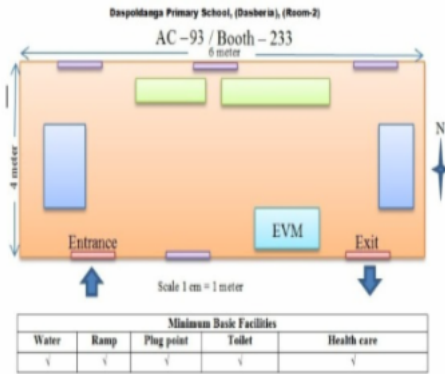 Daspoldanga Primary School, (Dasberia), (Room-2)
AC –93 / Booth – 233
6 meter
4 meter
N
EVM
Entrance
Exit
Scale 1 cm = 1 meter
Minimum Basic Facilities
Water Ramp Plug point Toilet Health care
√ √ √ √ √